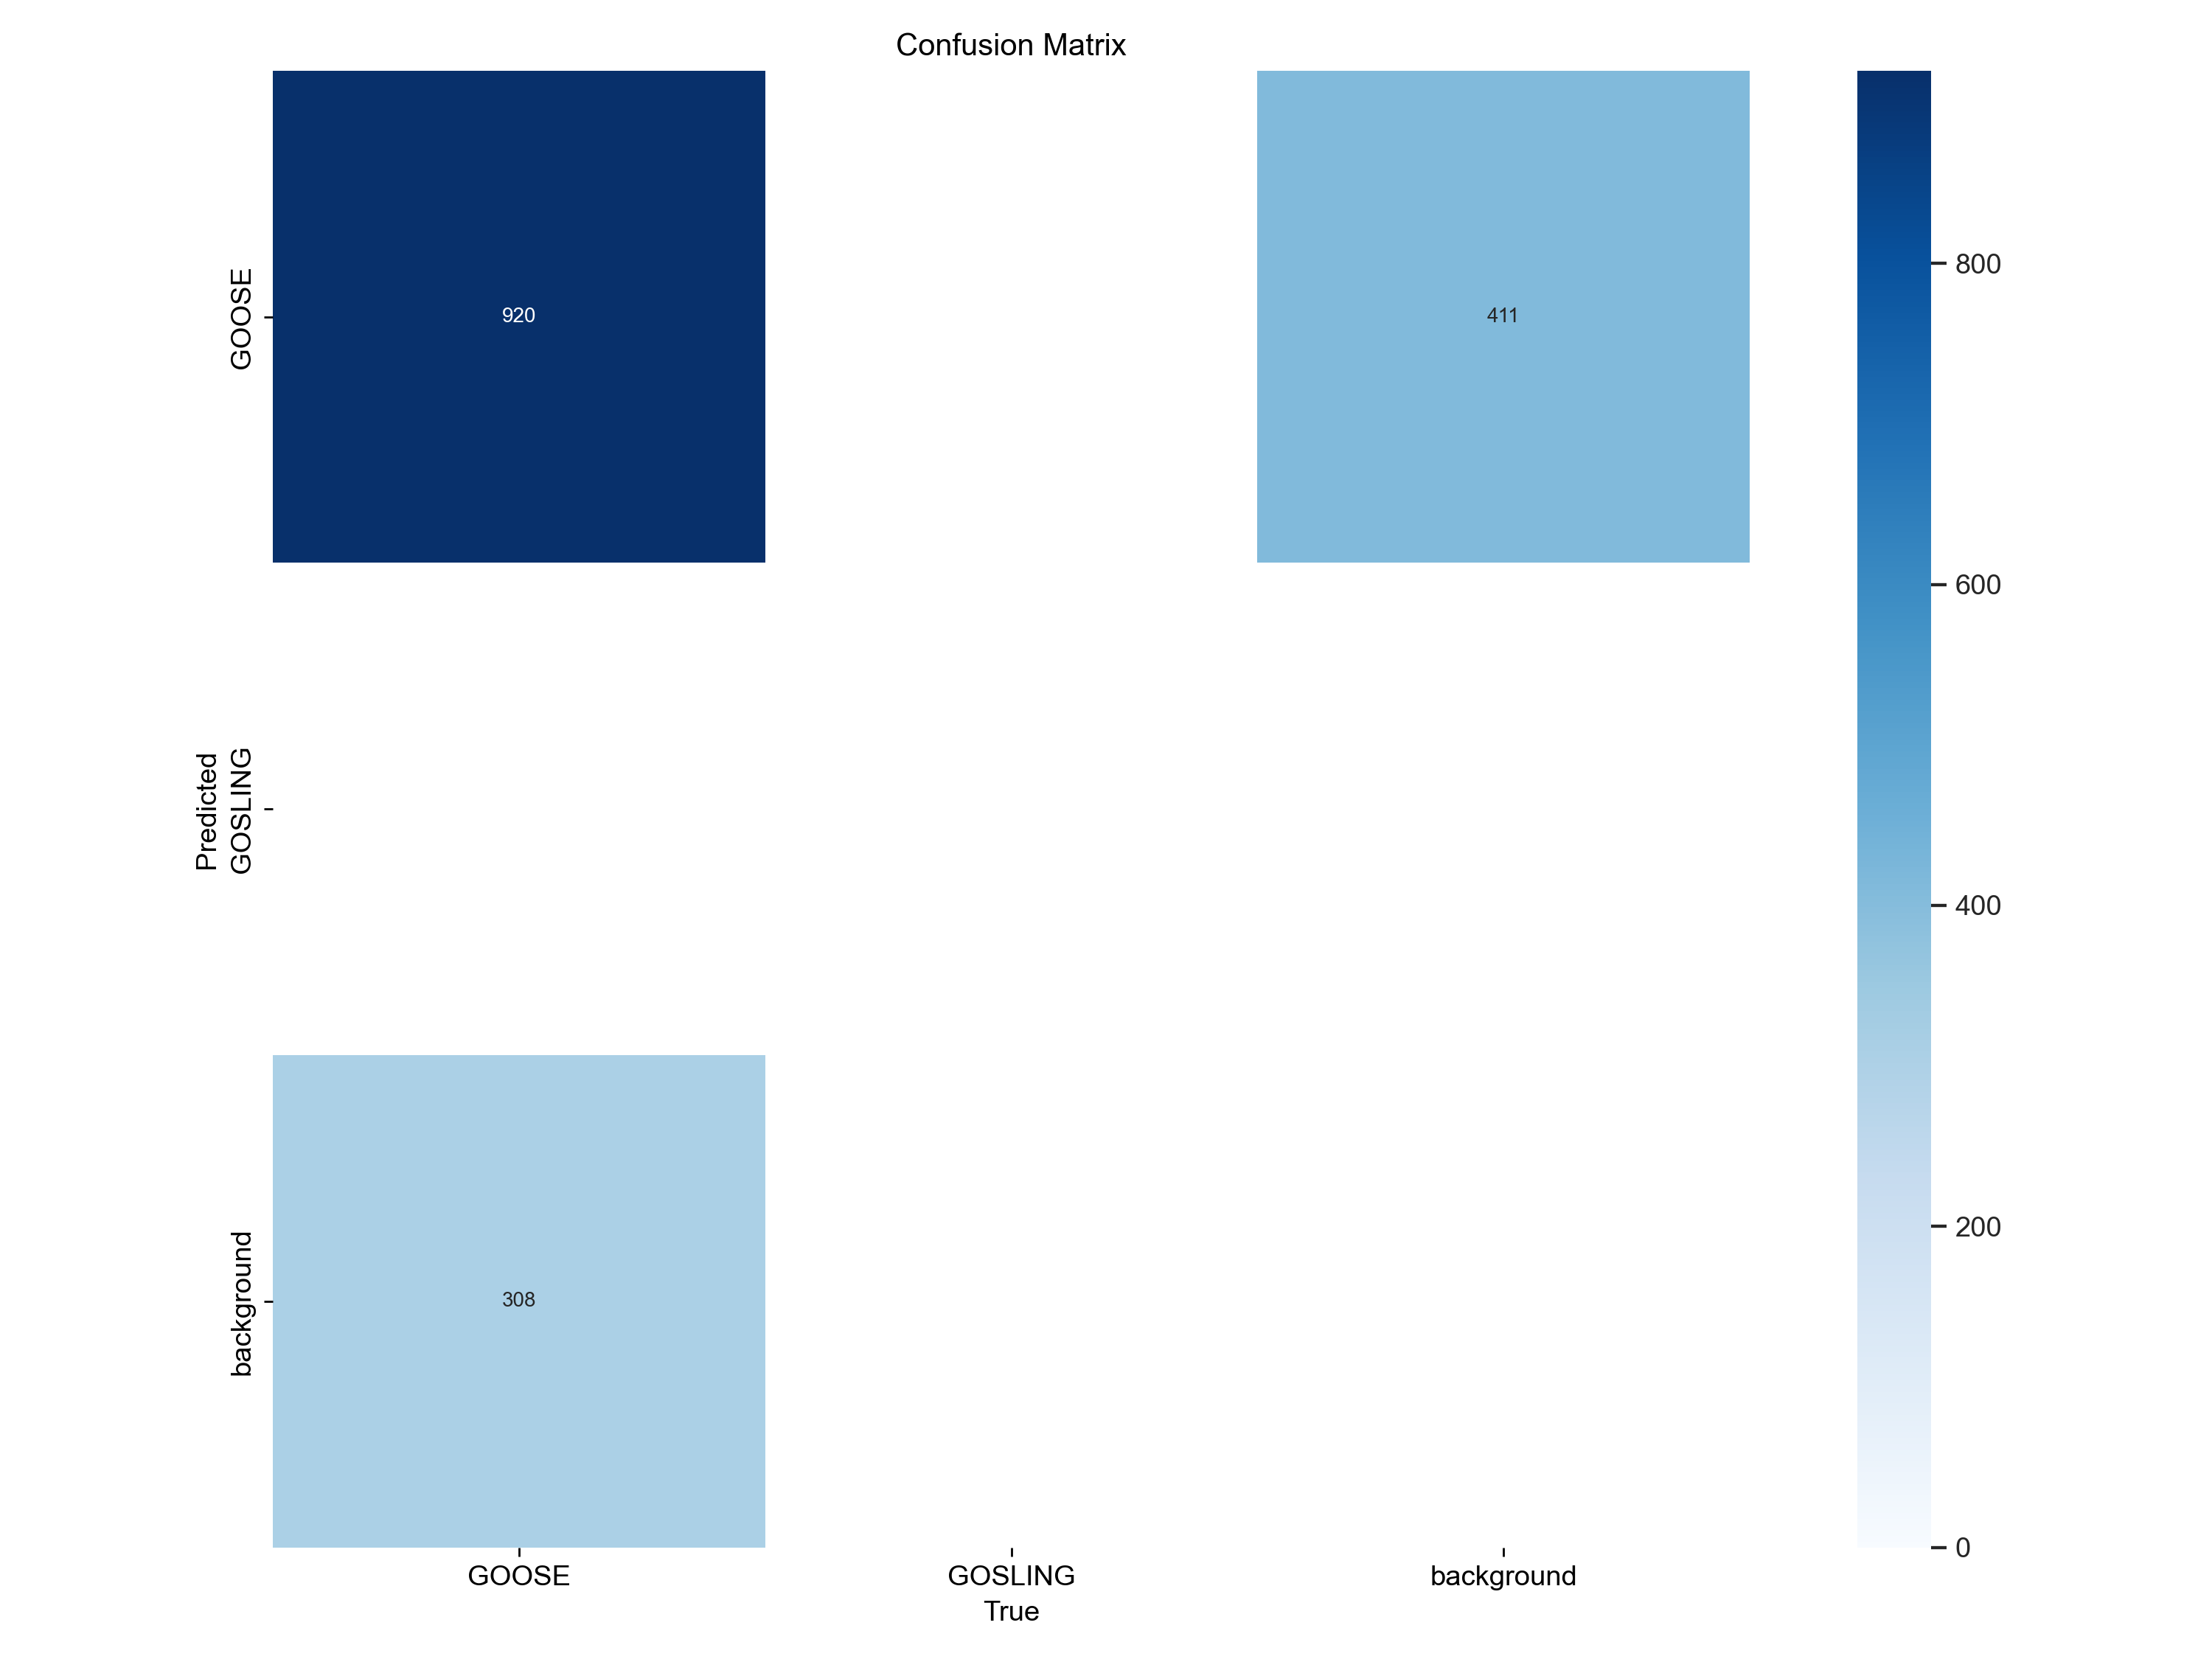 Confusion Matrix
GOOSE
920
411
800
600
Predicted
GOSLING
400
background
308
200
0
GOOSE
GOSLING
background
True